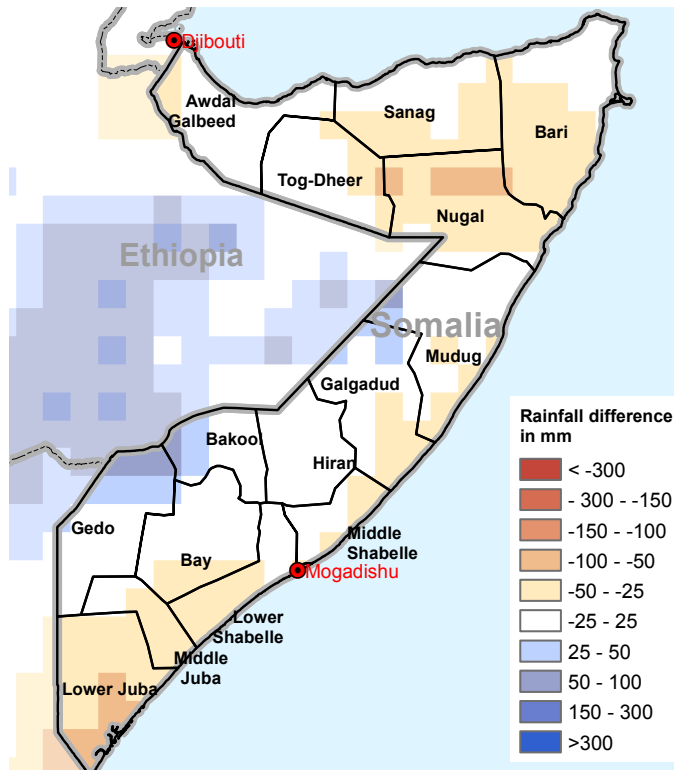 Djibouti
Awdal
Galbeed
Sanag
Bari
Tog-Dheer
Nugal
Ethiopia
Somalia
Mudug
Galgadud
Bakool
Hiran
Gedo
Bay
Middle
Shabelle
Mogadishu
Lower
Shabelle
Middle
Juba
Lower Juba
Rainfall difference
in mm
< -300
- 300 - -150
-150 - -100
-100 - -50
-50 - -25
-25 - 25
25 - 50
50 - 100
150 - 300
>300